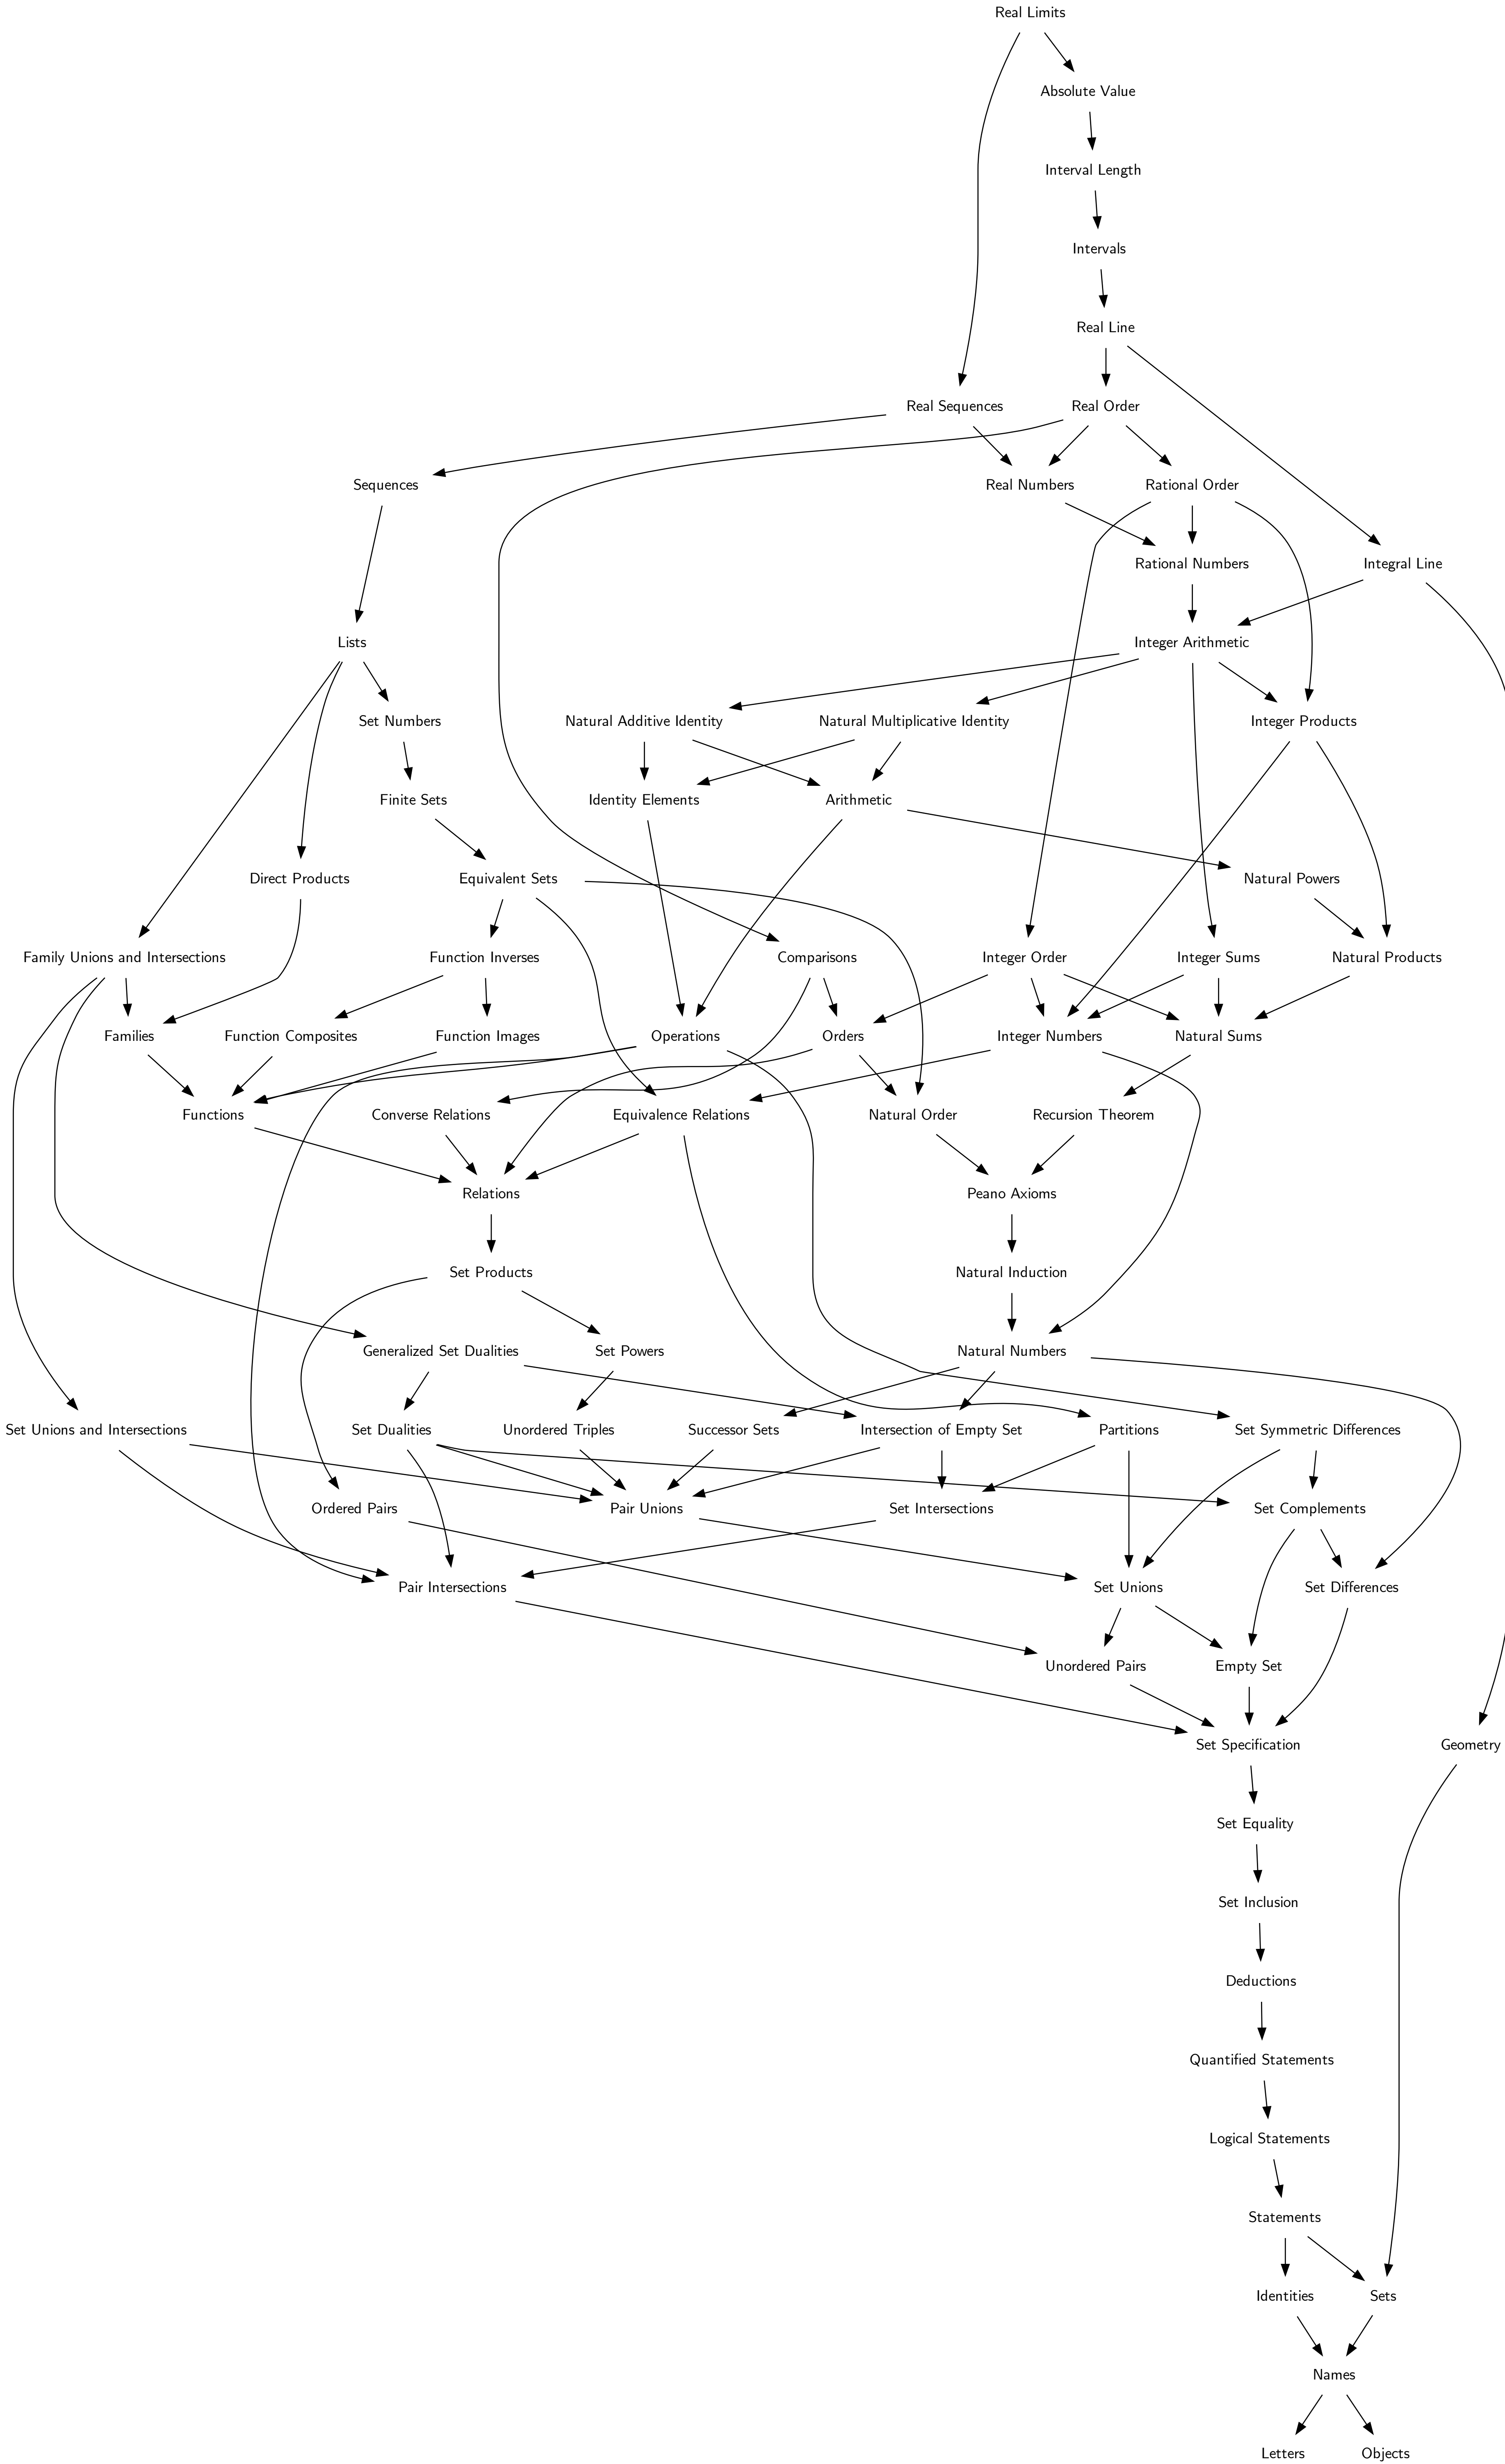 Real Limits
Absolute Value
Interval Length
Intervals
Real Line
Real Sequences
Real Order
Sequences
Real Numbers
Rational Order
Rational Numbers
Integral Line
Lists
Integer Arithmetic
Set Numbers
Natural Additive Identity
Natural Multiplicative Identity
Integer Products
Finite Sets
Identity Elements
Arithmetic
Direct Products
Equivalent Sets
Natural Powers
Family Unions and Intersections
Function Inverses
Comparisons
Integer Order
Integer Sums
Natural Products
Families
Function Composites
Function Images
Operations
Orders
Integer Numbers
Natural Sums
Functions
Converse Relations
Equivalence Relations
Natural Order
Recursion Theorem
Relations
Peano Axioms
Set Products
Natural Induction
Generalized Set Dualities
Set Powers
Natural Numbers
Set Unions and Intersections
Set Dualities
Unordered Triples
Successor Sets
Intersection of Empty Set
Partitions
Set Symmetric Differences
Ordered Pairs
Pair Unions
Set Intersections
Set Complements
Pair Intersections
Set Unions
Set Differences
Unordered Pairs
Empty Set
Set Specification
Geometry
Set Equality
Set Inclusion
Deductions
Quantified Statements
Logical Statements
Statements
Identities
Sets
Names
Letters
Objects